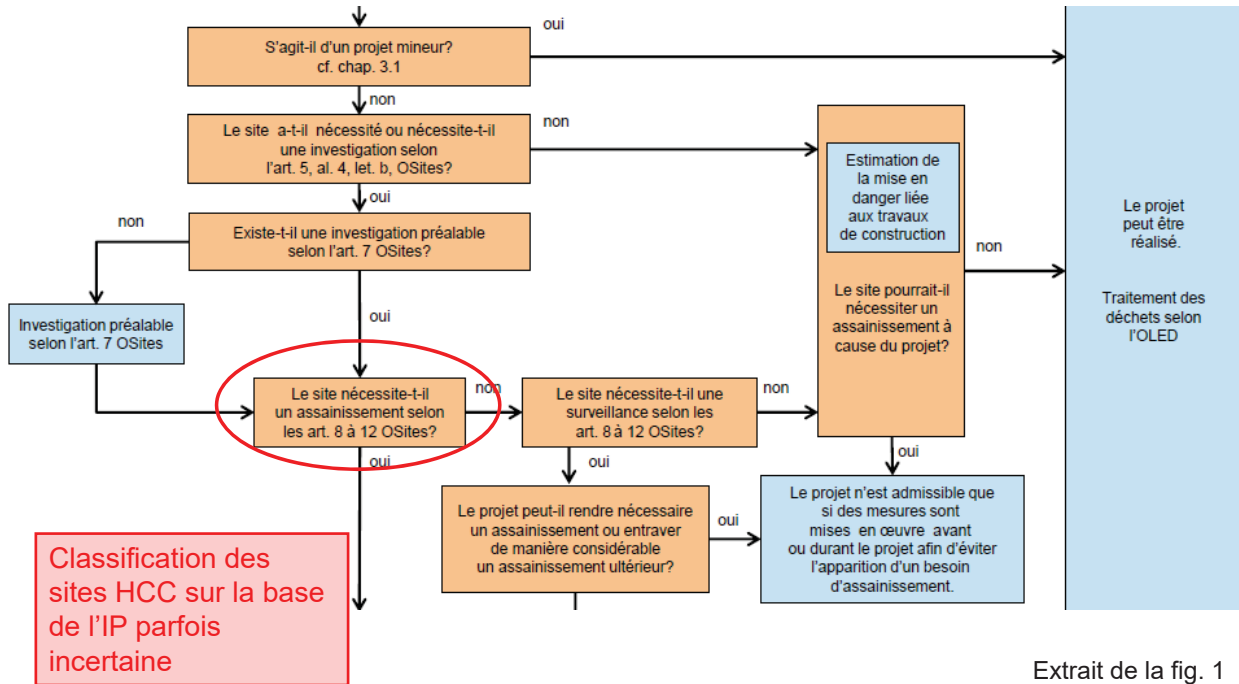 oui
S'agit-il d'un projet mineur?
cf. chap. 3.1
non
Le site a-t-il nécessité ou nécessite-t-il
une investigation selon
l'art. 5, al. 4, let. b, OSites?
non
oui
Estimation de
la mise en
danger liée
aux travaux
de construction
Le site pourrait-il
nécessiter un
assainissement à
cause du projet?
non
Le projet
peut être
réalisé.
Traitement des
déchets selon
l'OLED
non
Existe-t-il une investigation préalable
selon l'art. 7 OSites?
oui
Investigation préalable
selon l'art. 7 OSites
Le site nécessite-t-il
un assainissement selon
les art. 8 à 12 OSites?
non
Le site nécessite-t-il une
surveillance selon les
art. 8 à 12 OSites?
non
oui
oui
oui
Le projet peut-il rendre nécessaire
un assainissement ou entraver
de manière considérable
un assainissement ultérieur?
oui
Le projet n'est admissible que
si des mesures sont
mises en œuvre avant
ou durant le projet afin d'éviter
l'apparition d'un besoin
d'assainissement.
Classification des
sites HCC sur la base
de l'IP parfois
incertaine
Extrait de la fig. 1